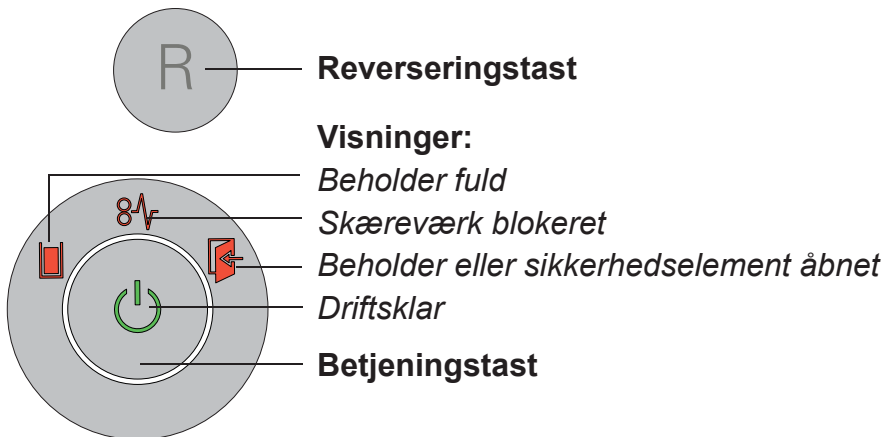 R
Reverseringstast
Visninger:
Beholder fuld
Skæreværk blokeret
Beholder eller sikkerhedselement åbnet
Driftsklar
Betjeningstast